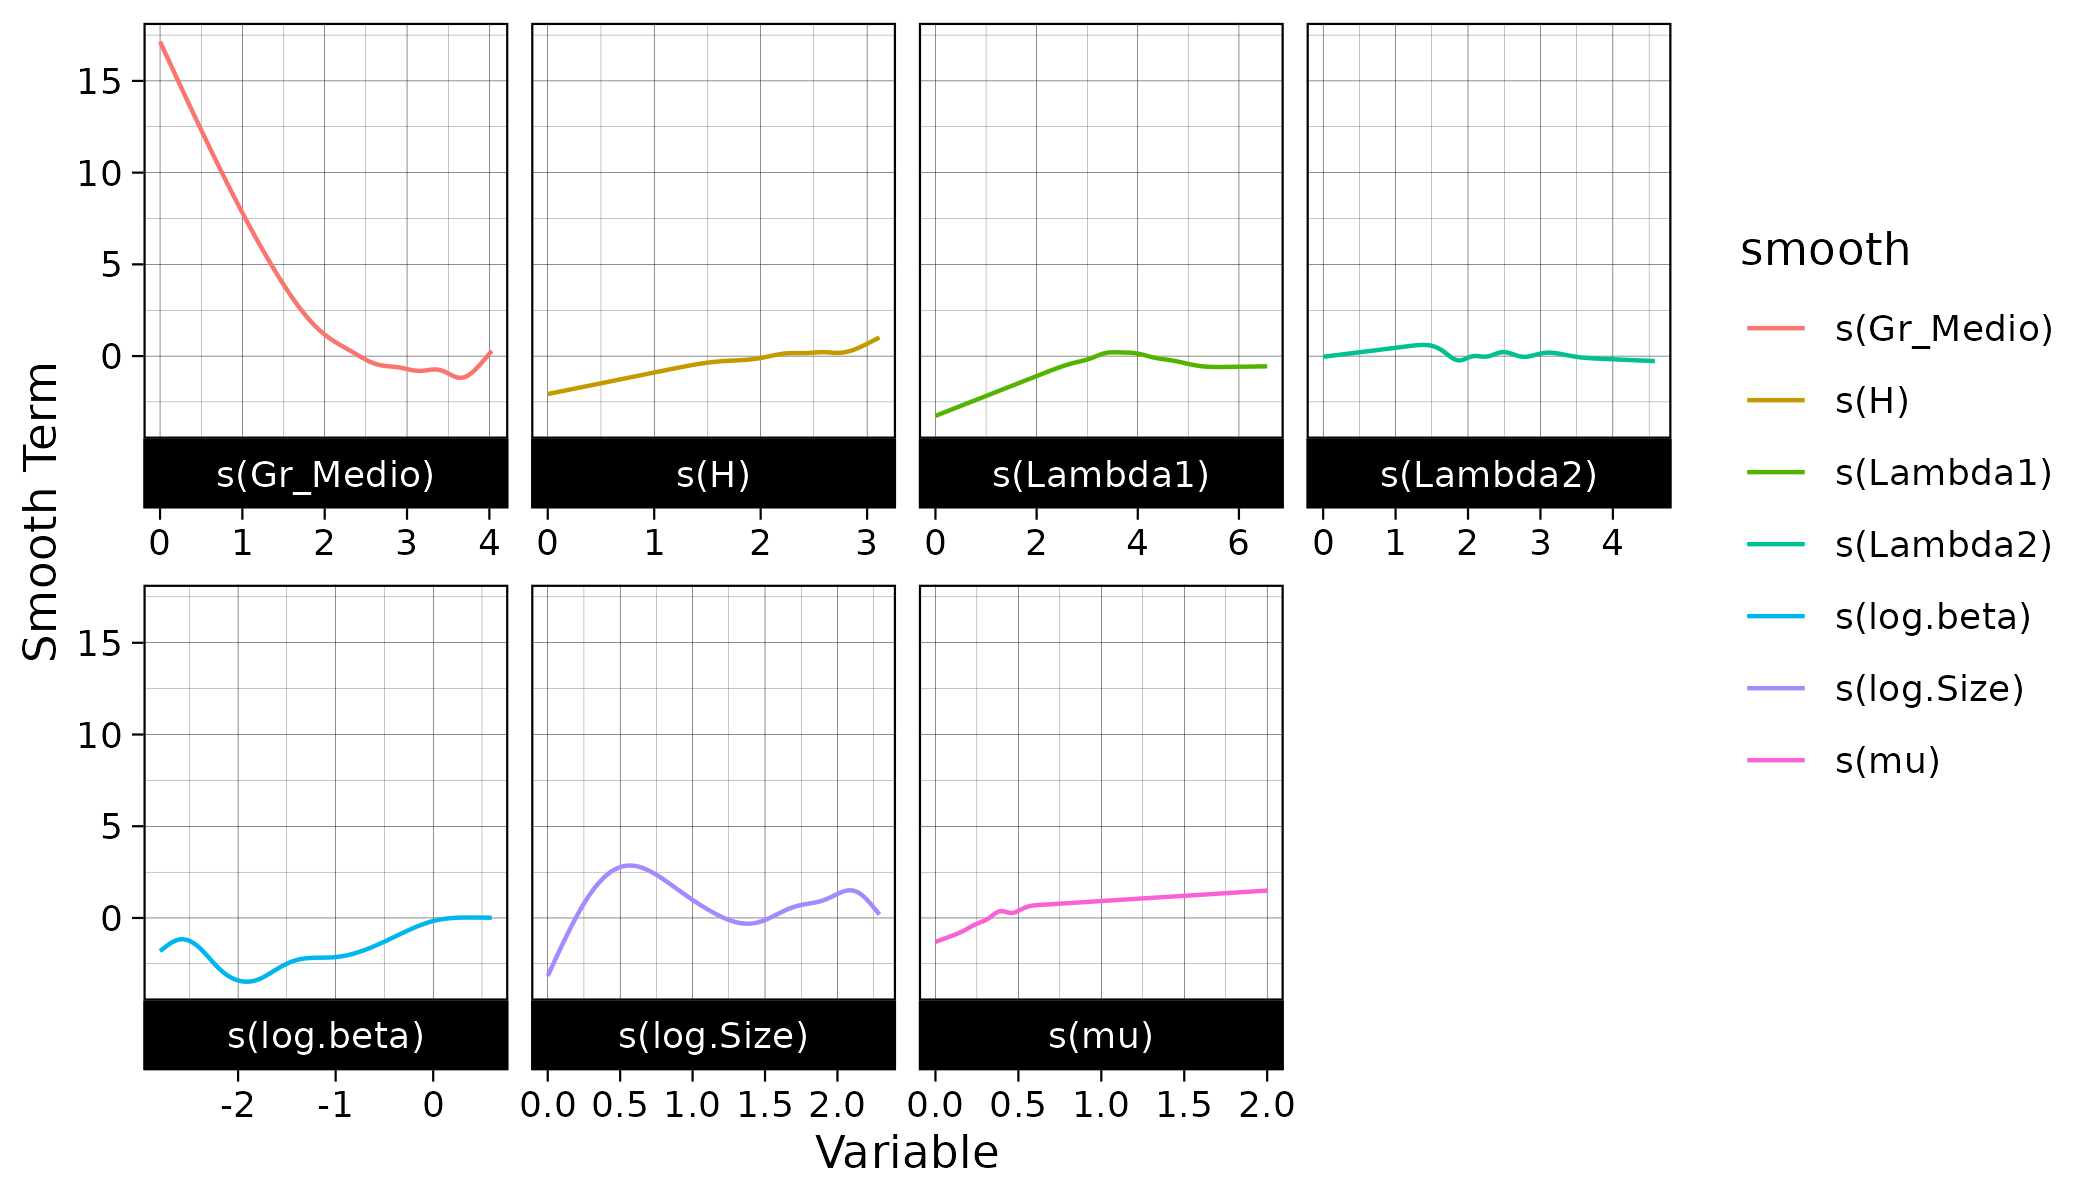 Smooth Term
15
10
5
0
s(Gr_Medio)
s(H)
s(Lambda1)
s(Lambda2)
0 1 2 3 4
0 1 2 3
0 2 4 6
0 1 2 3 4
15
10
5
0
s(log.beta)
s(log.Size)
s(mu)
-2 -1 0
0.0 0.5 1.0 1.5 2.0
0.0 0.5 1.0 1.5 2.0
Variable
smooth
s(Gr_Medio)
s(H)
s(Lambda1)
s(Lambda2)
s(log.beta)
s(log.Size)
s(mu)